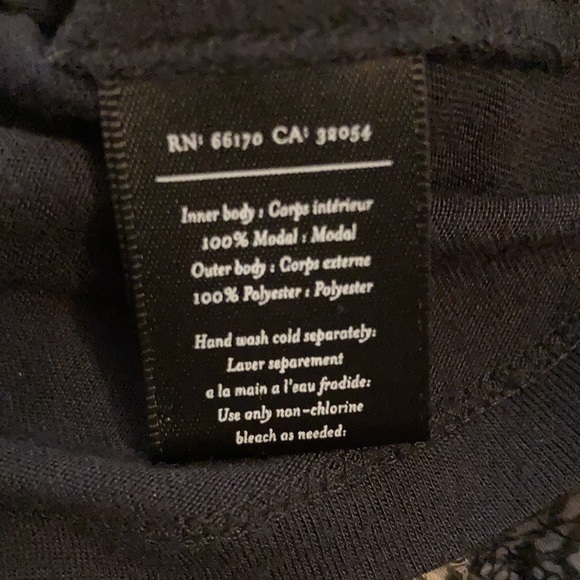 RN: 66170 CA: 32054
Inner body : Corps intérieur
100% Modal : Modal
Outer body : Corps externe
100% Polyester : Polyester
Hand wash cold separately:
Laver separement
a la main a l'eau frodide:
Use only non-chlorine
bleach as needed: